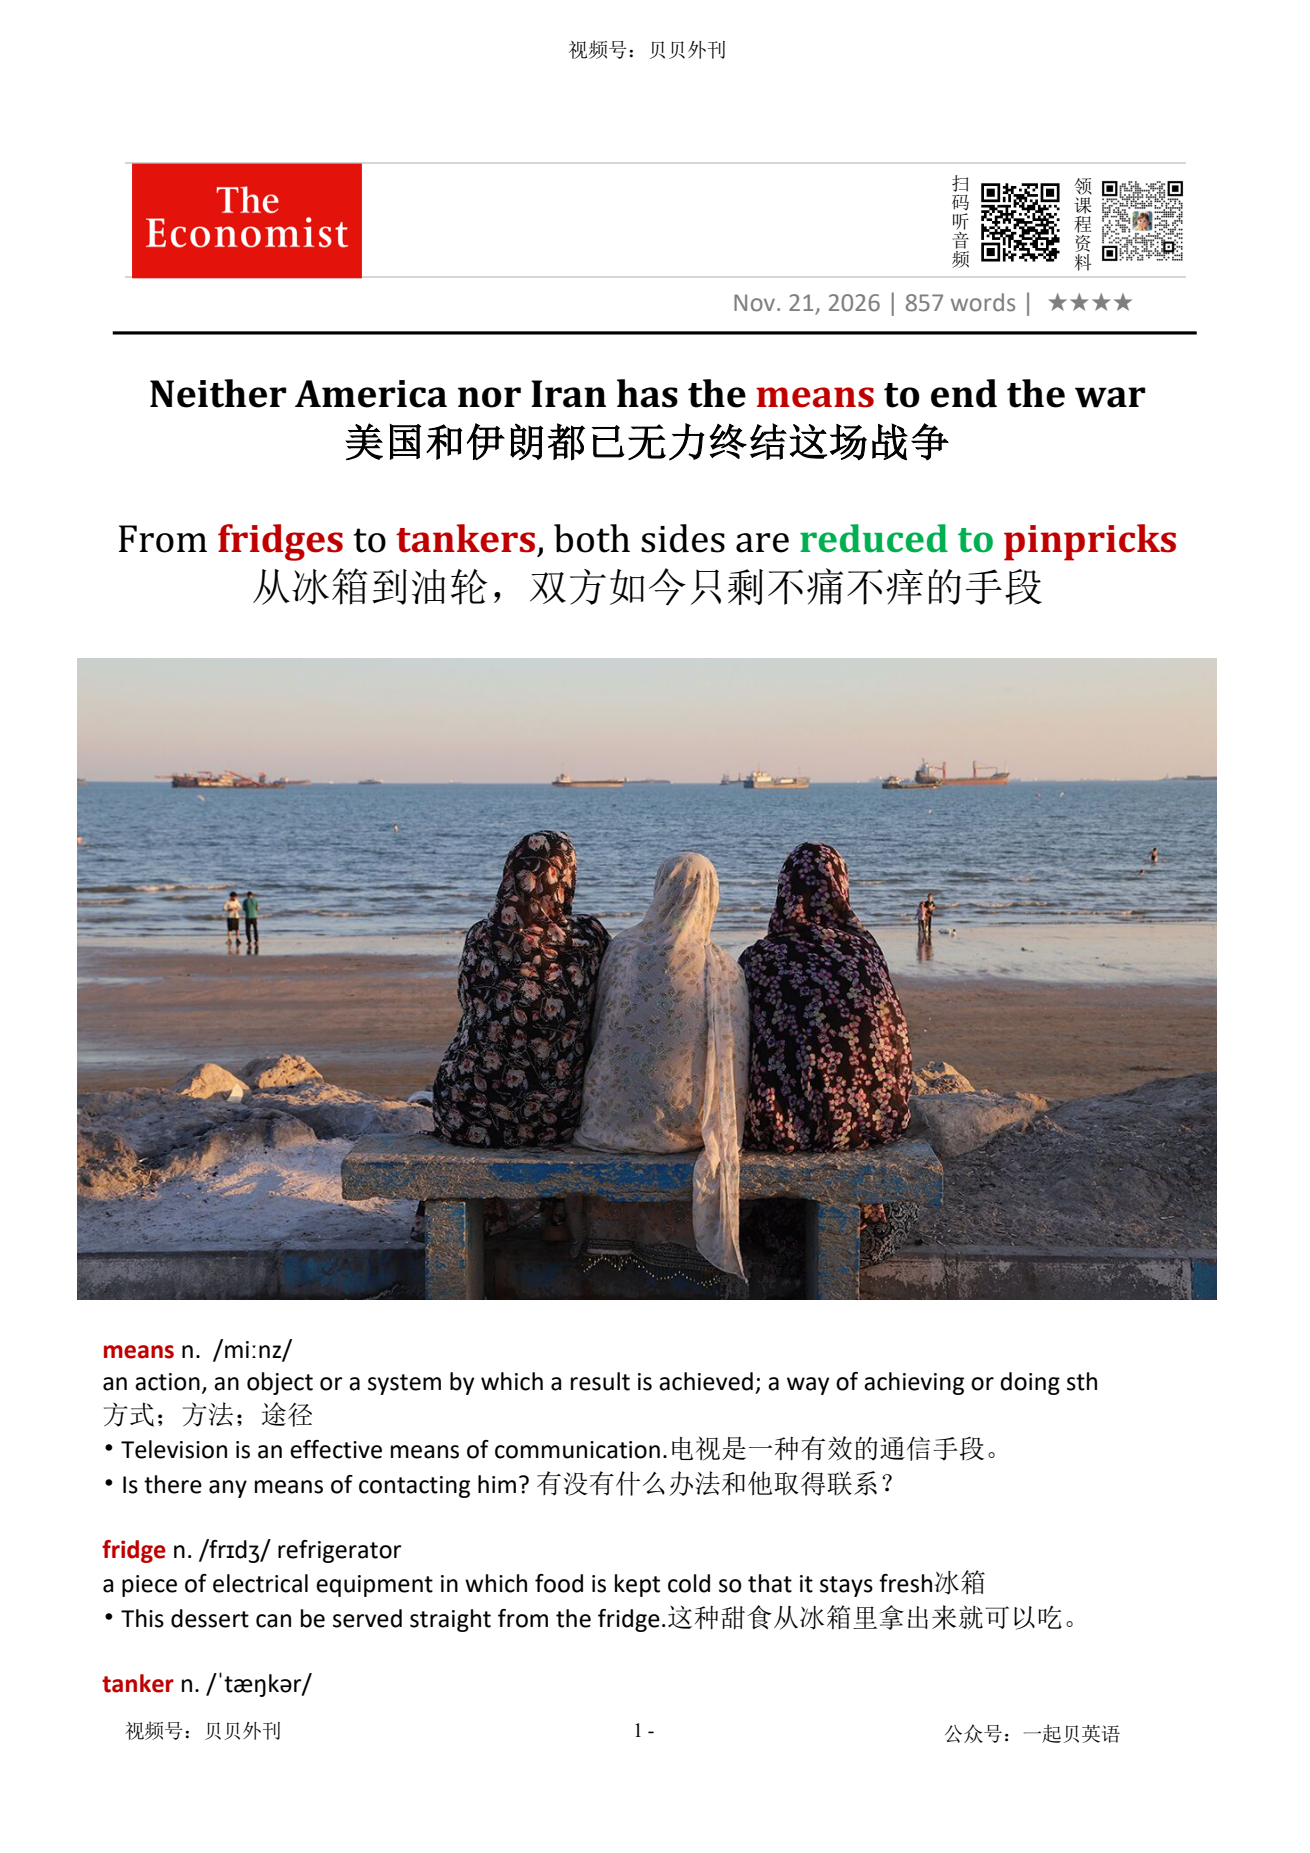 视频号：贝贝外刊
The
Economist
扫码听音频
领课程资料
Nov. 21, 2026 | 857 words | ★★★★
Neither America nor Iran has the means to end the war
美国和伊朗都已无力终结这场战争
From fridges to tankers, both sides are reduced to pinpricks
从冰箱到油轮，双方如今只剩不痛不痒的手段
means n. /miːnz/
an action, an object or a system by which a result is achieved; a way of achieving or doing sth
方式；方法；途径
• Television is an effective means of communication.电视是一种有效的通信手段。
• Is there any means of contacting him? 有没有什么办法和他取得联系？
fridge n. /frɪdʒ/ refrigerator
a piece of electrical equipment in which food is kept cold so that it stays fresh冰箱
• This dessert can be served straight from the fridge.这种甜食从冰箱里拿出来就可以吃。
tanker n. /ˈtæŋkər/
视频号：贝贝外刊
1 -
公众号：一起贝英语